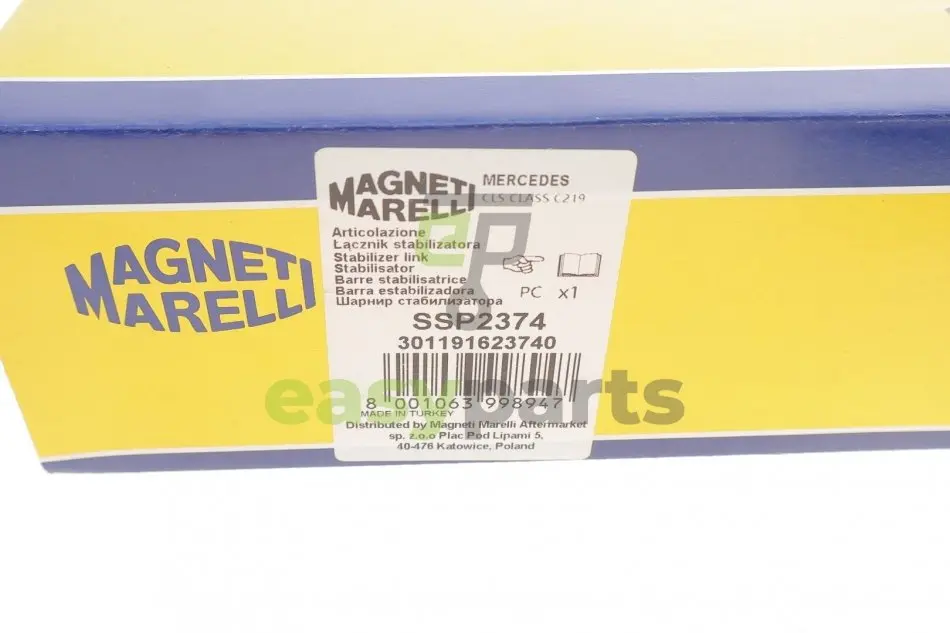 MAGNETI
MARELLI
MAGNETI
MARELLI
MERCEDES
CLS CLASS C219
Articolazione
Łącznik stabilizatora
Stabilizer link
Stabilisator
Barre stabilisatrice
Barra estabilizadora
Шарнир стабилизатора
PC x1
SSP2374
301191623740
8 001063 998947
MADE IN TURKEY
Distributed by Magneti Marelli Aftermarket
sp. z.o.o Plac Pod Lipami 5,
40-476 Katowice, Poland
ep
easyparts